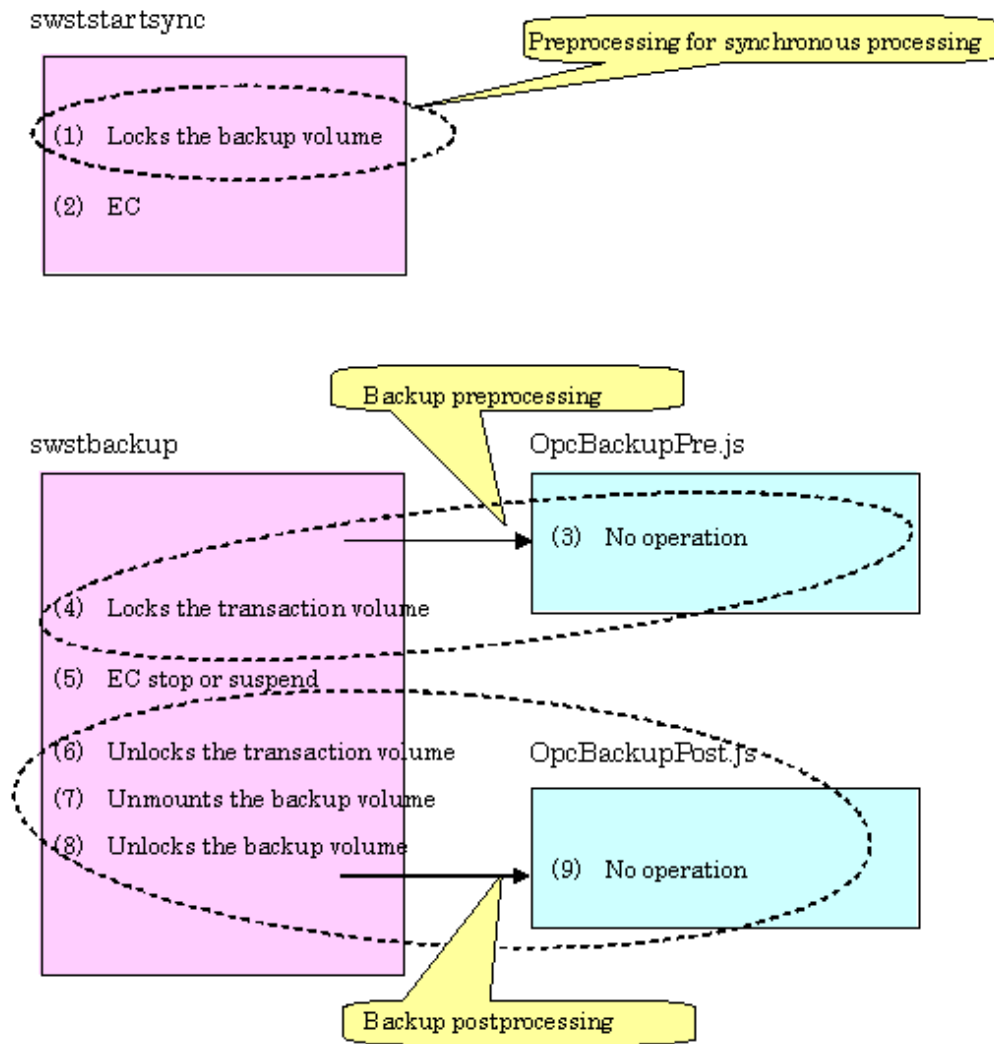 swststartsync
Preprocessing for synchronous processing
(1) Locks the backup volume
(2) EC
Backup preprocessing
swstbackup
OpcBackupPre.js
(3) No operation
(4) Locks the transaction volume
(5) EC stop or suspend
(6) Unlocks the transaction volume
OpcBackupPost.js
(7) Unmounts the backup volume
(8) Unlocks the backup volume
(9) No operation
Backup postprocessing